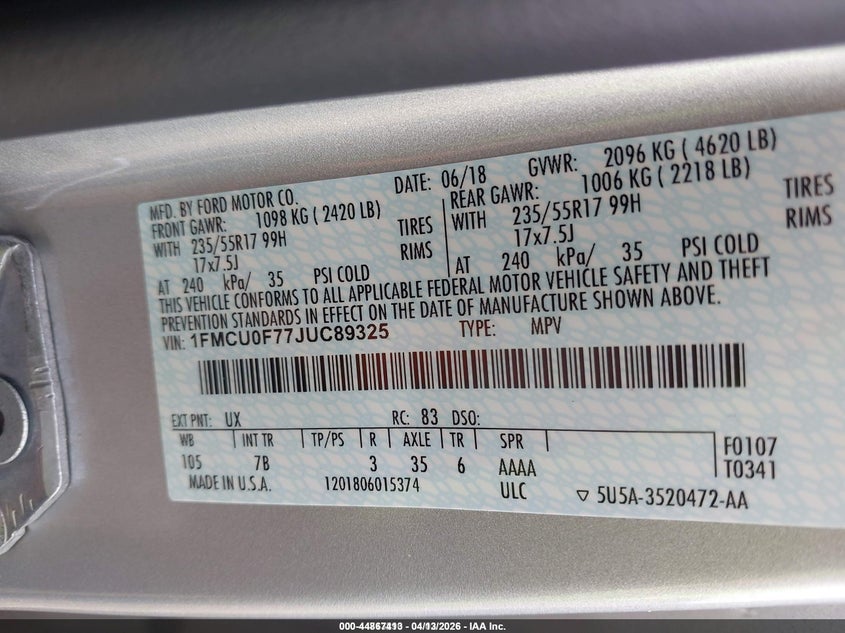 MFD. BY FORD MOTOR CO.
DATE: 06/18
GVWR: 2096 KG ( 4620 LB)
FRONT GAWR: 1098 KG ( 2420 LB)
REAR GAWR: 1006 KG ( 2218 LB)
WITH 235/55R17 99H TIRES
WITH 235/55R17 99H TIRES
17x7.5J RIMS
17x7.5J RIMS
AT 240 kPa/ 35 PSI COLD
AT 240 kPa/ 35 PSI COLD
THIS VEHICLE CONFORMS TO ALL APPLICABLE FEDERAL MOTOR VEHICLE SAFETY AND THEFT
PREVENTION STANDARDS IN EFFECT ON THE DATE OF MANUFACTURE SHOWN ABOVE.
VIN: 1FMCU0F77JUC89325 TYPE: MPV
EXT PNT: UX RC: 83 DSO:
WB INT TR TP/PS R AXLE TR SPR
105 7B 3 35 6 AAAA
F0107
T0341
MADE IN U.S.A. 1201806015374 ULC ▽ 5U5A-3520472-AA
04/13/2026 - IAA Inc.